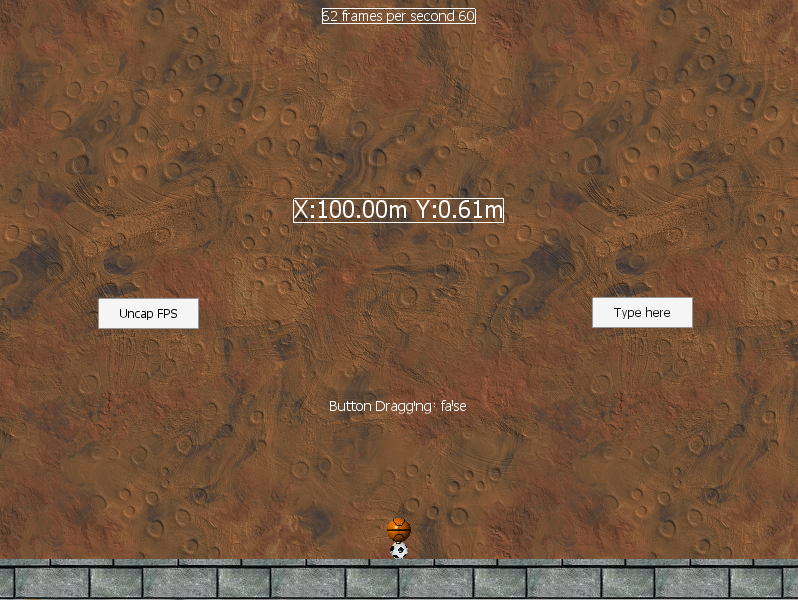 62 frames per second 60
X:100.00m Y:0.61m
Uncap FPS
Type here
Button Dragging: false